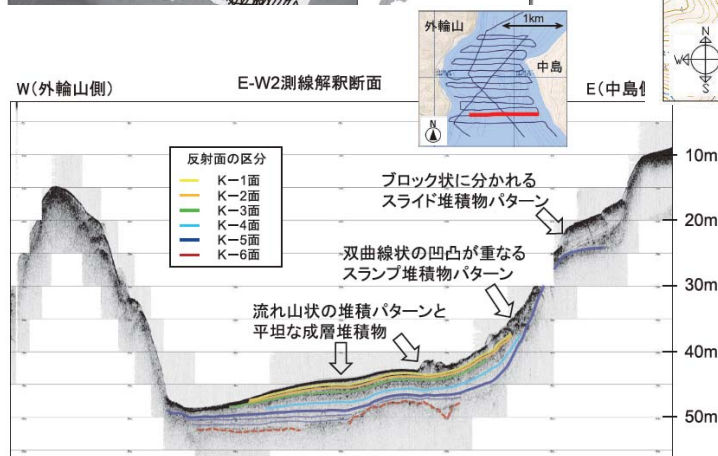 外輪山
1km
中島
N
N
W
S
W(外輪山側)
E-W2測線解釈断面
E(中島側
反射面の区分
K－1面
K－2面
K－3面
K－4面
K－5面
K－6面
ブロック状に分かれる
スライド堆積物パターン
双曲線状の凹凸が重なる
スランプ堆積物パターン
流れ山状の堆積パターンと
平坦な成層堆積物
10m
20m
30m
40m
50m